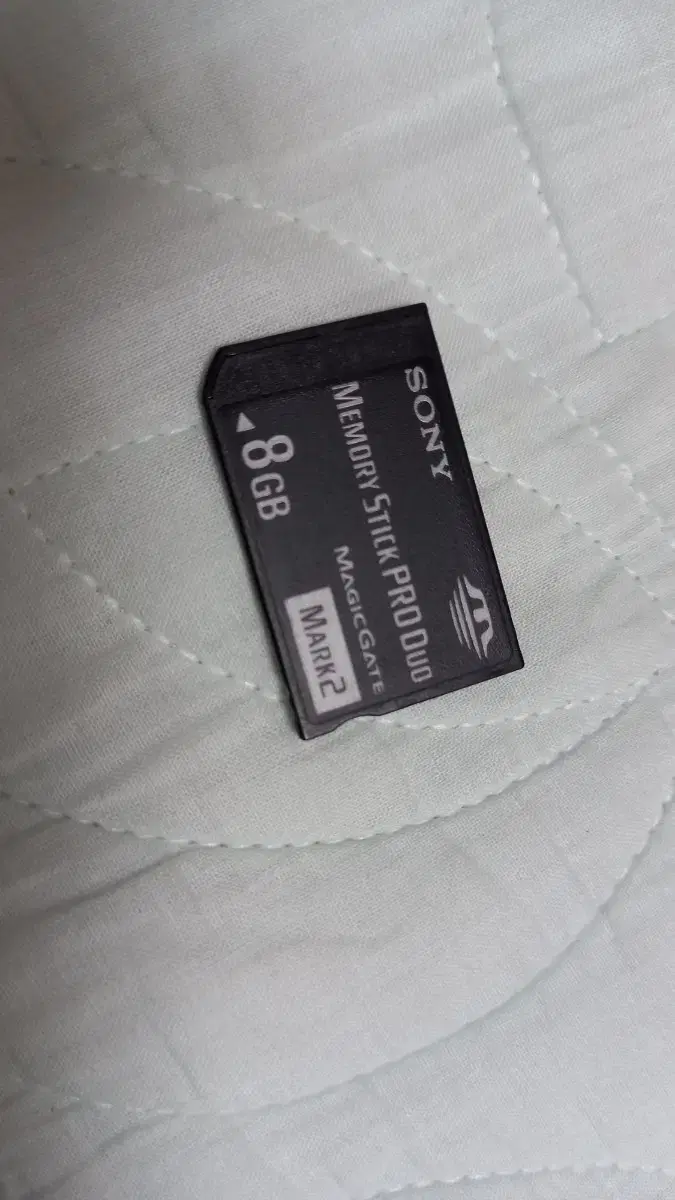 SONY
MEMORY STICK PRO DUO
MAGICGATE
◀8GB MARK2